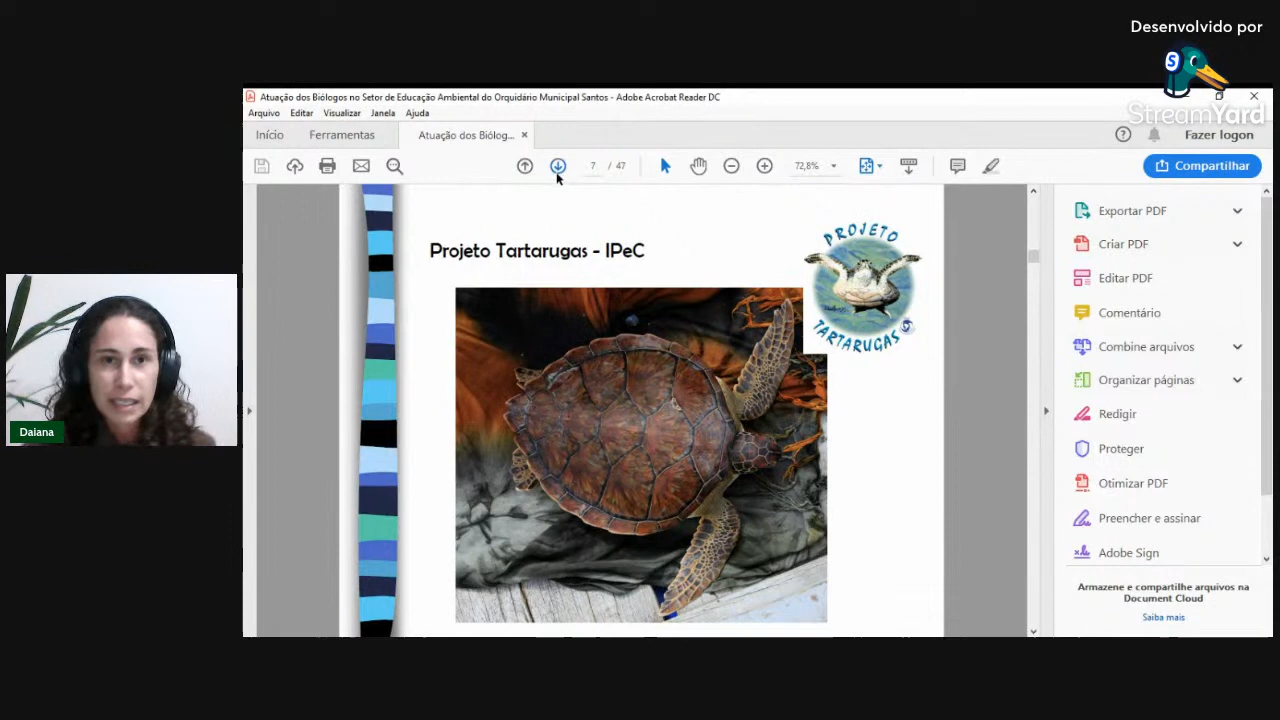 Desenvolvido por
S
StreamYard
Atuação dos Biólogos no Setor de Educação Ambiental do Orquidário Municipal Santos - Adobe Acrobat Reader DC
Arquivo Editar Visualizar Janela Ajuda
Início Ferramentas Atuação dos Biólog... ×
Fazer logon
7 / 47 72,8%
Compartilhar
Projeto Tartarugas - IPeC
PROJETO
TARTARUGAS
Daiana
Exportar PDF
Criar PDF
Editar PDF
Comentário
Combine arquivos
Organizar páginas
Redigir
Proteger
Otimizar PDF
Preencher e assinar
Adobe Sign
Armazene e compartilhe arquivos na
Document Cloud
Saiba mais